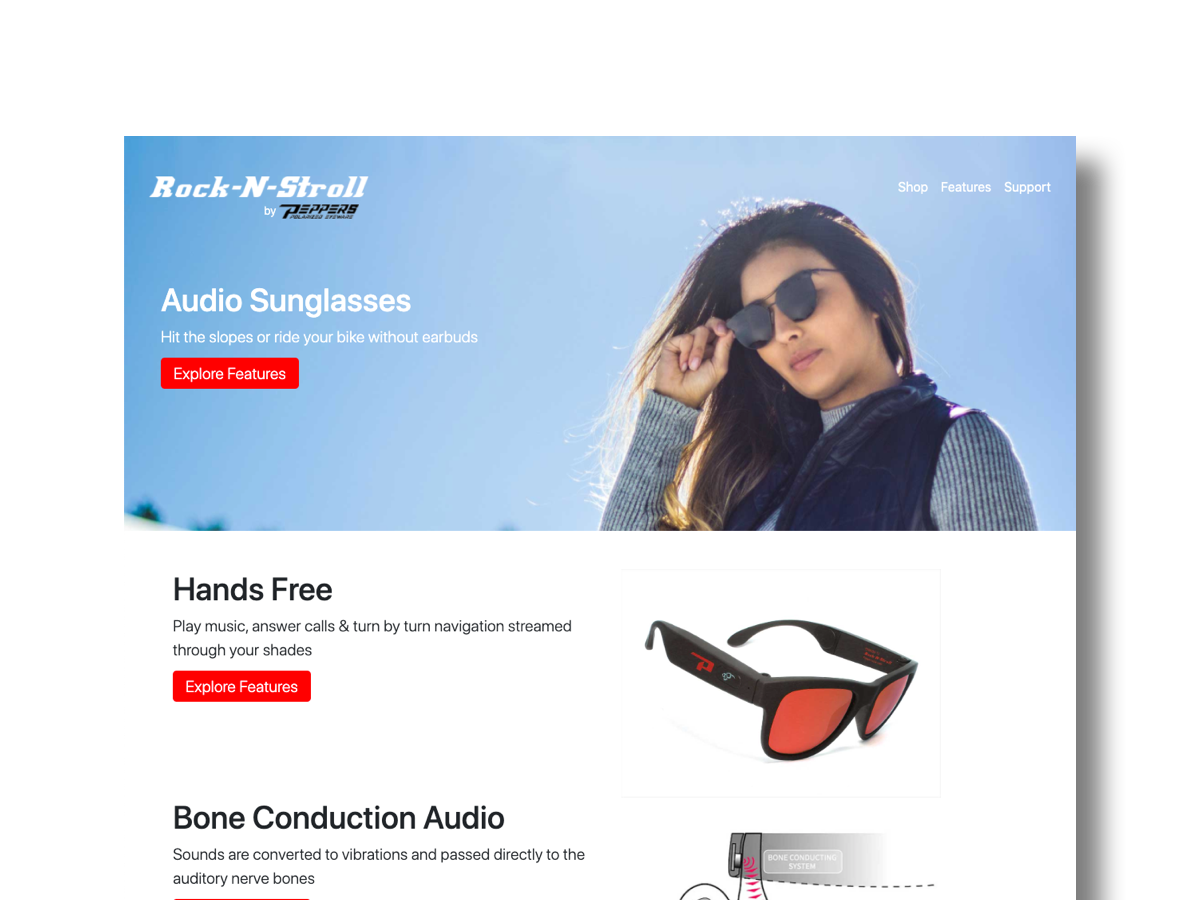 Rock-N-Stroll
by PEPPERS
POLARIZED EYEWARE
Shop Features Support
Audio Sunglasses
Hit the slopes or ride your bike without earbuds
Explore Features
Hands Free
Play music, answer calls & turn by turn navigation streamed
through your shades
Explore Features
Bone Conduction Audio
Sounds are converted to vibrations and passed directly to the
auditory nerve bones
BONE CONDUCTING
SYSTEM